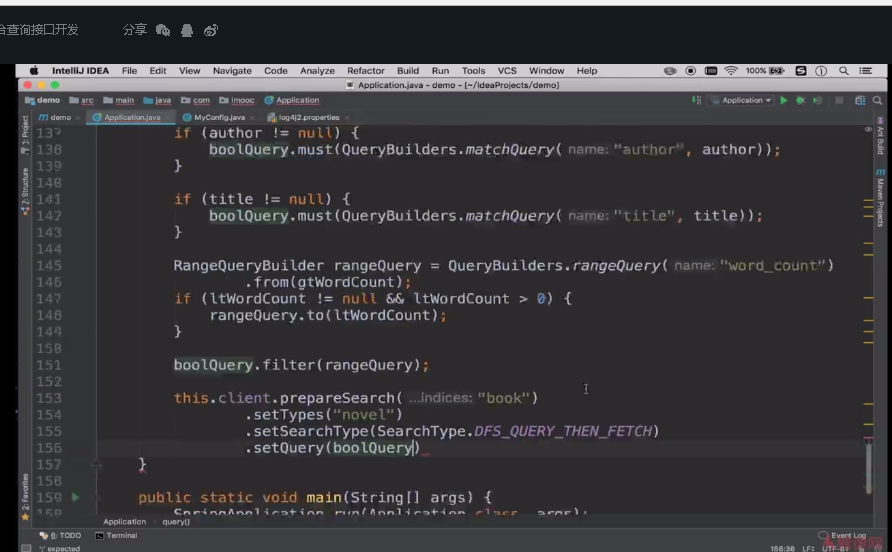 台查询接口开发 分享
IntelliJ IDEA File Edit View Navigate Code Analyze Refactor Build Run Tools VCS Window Help 100%
Application.java - demo - [~/ideaProjects/demo]
demo src main java com imooc Application Application
demo Application.java MyConfig.java log4j2.properties
1: Project
Z: Structure
2: Favorites
Ant Build
Maven Projects
137 if (author != null) {
138 boolQuery.must(QueryBuilders.matchQuery( name: "author", author));
139 }
140
141 if (title != null) {
142 boolQuery.must(QueryBuilders.matchQuery( name: "title", title));
143 }
144
145 RangeQueryBuilder rangeQuery = QueryBuilders.rangeQuery( name: "word_count")
146 .from(gtWordCount);
147 if (ltWordCount != null && ltWordCount > 0) {
148 rangeQuery.to(ltWordCount);
149 }
150
151 boolQuery.filter(rangeQuery);
152
153 this.client.prepareSearch( ...indices: "book")
154 .setTypes("novel")
155 .setSearchType(SearchType.DFS_QUERY_THEN_FETCH)
156 .setQuery(boolQuery)
157 }
158
159 public static void main(String[] args) {
SpringApplication.run(Application.class, args);
Application query()
6: TODO Terminal Event Log
';' expected 156:36 LF: UTF-8: